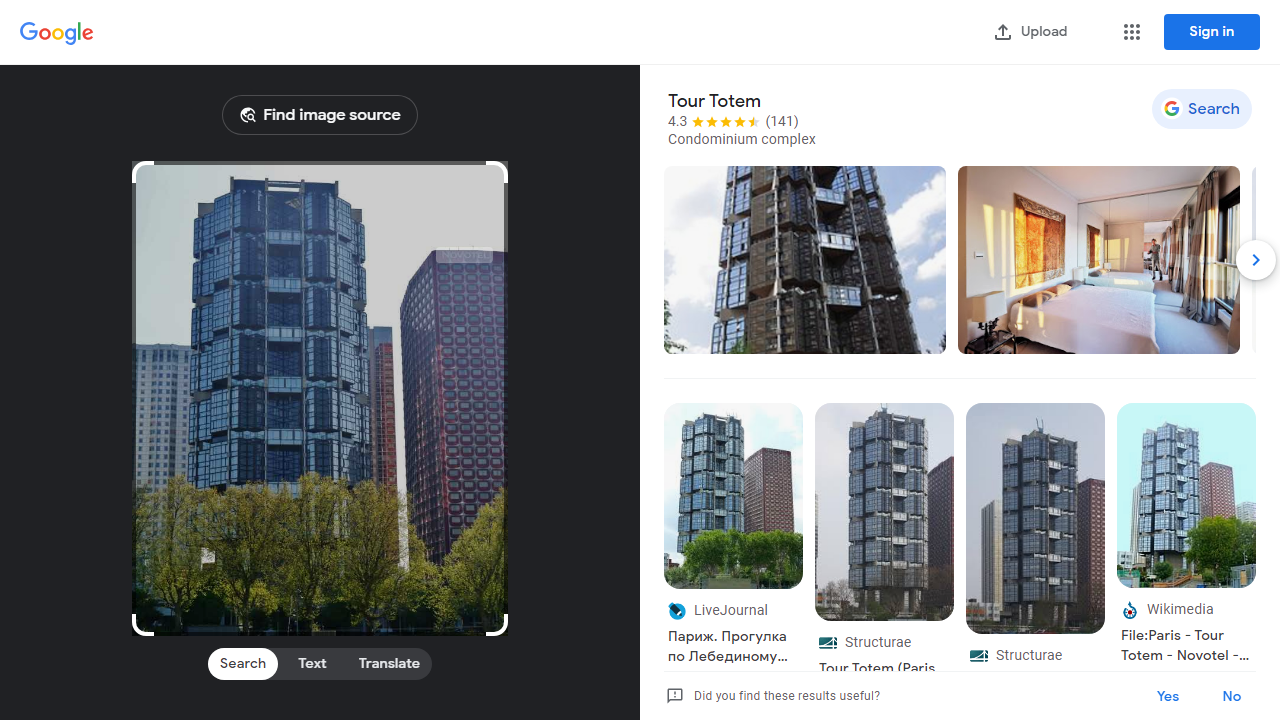 Google
Upload
Sign in
Find image source
NOVOTEL
Search
Text
Translate
Tour Totem
4.3 (141)
Condominium complex
Search
LiveJournal
Париж. Прогулка
по Лебединому...
Structurae
Tour Totem (Paris
Structurae
Wikimedia
File:Paris - Tour
Totem - Novotel -...
Did you find these results useful?
Yes
No